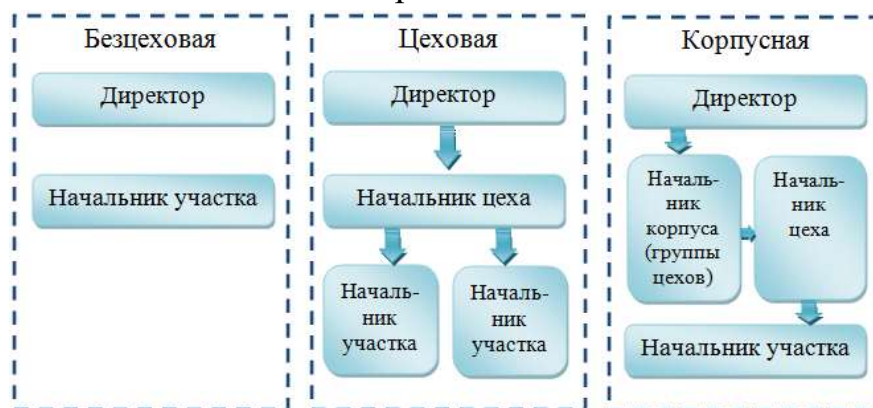 Безцеховая
Директор
Начальник участка
Цеховая
Директор
Начальник цеха
Началь-
ник
участка
Началь-
ник
участка
Корпусная
Директор
Началь-
ник
корпуса
(группы
цехов)
Началь-
ник
цеха
Начальник участка